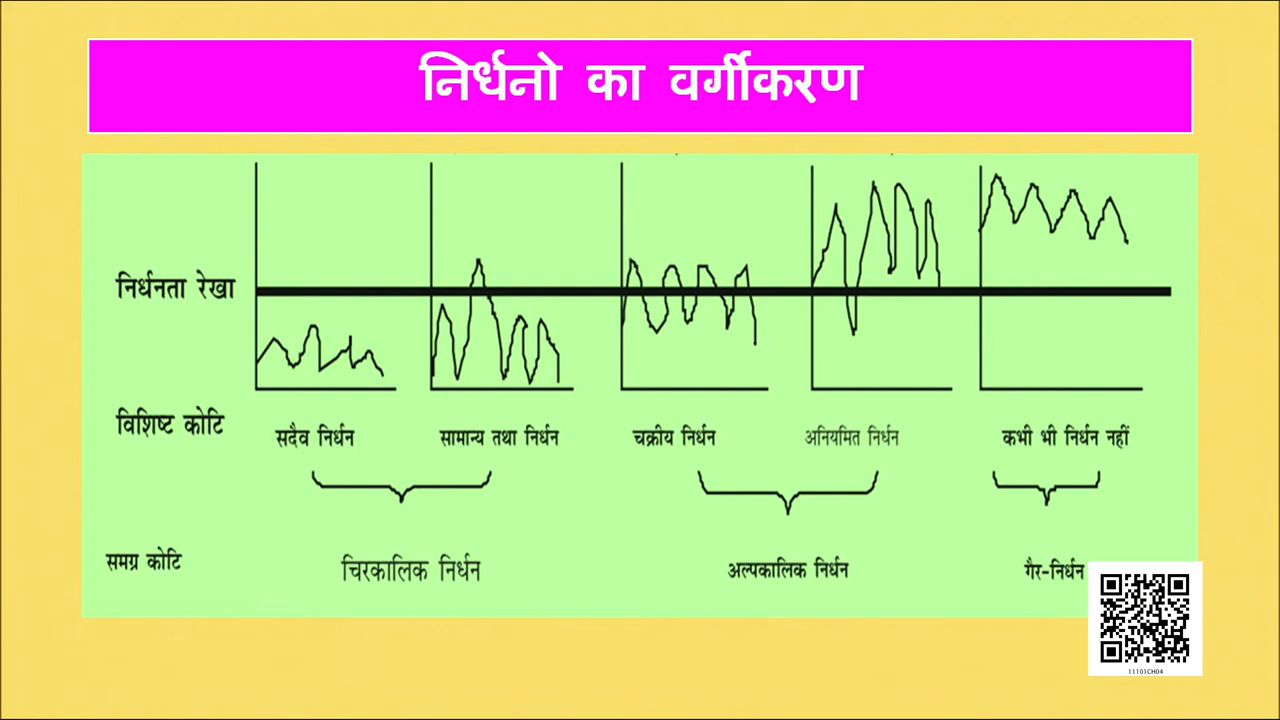 निर्धनो का वर्गीकरण
निर्धनता रेखा
विशिष्ट कोटि
सदैव निर्धन
सामान्य तथा निर्धन
चक्रीय निर्धन
अनियमित निर्धन
कभी भी निर्धन नहीं
समग्र कोटि
चिरकालिक निर्धन
अल्पकालिक निर्धन
गैर-निर्धन
11101CH04